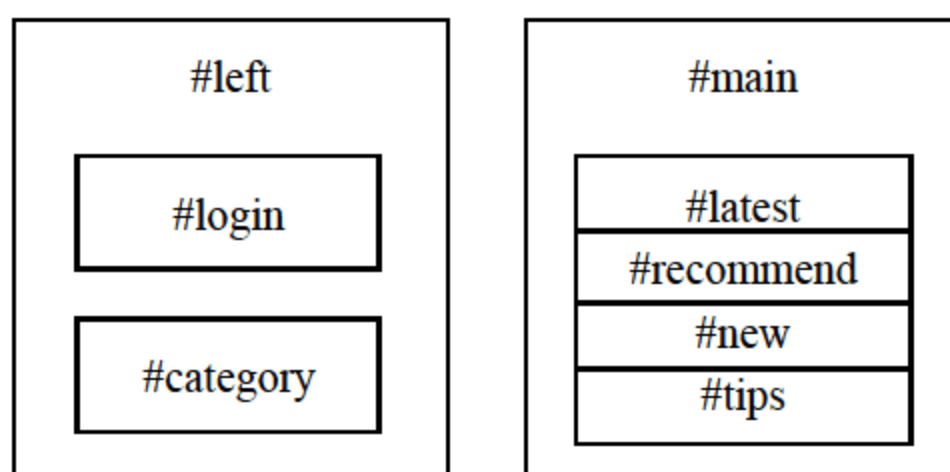 #left
#login
#category
#main
#latest
#recommend
#new
#tips